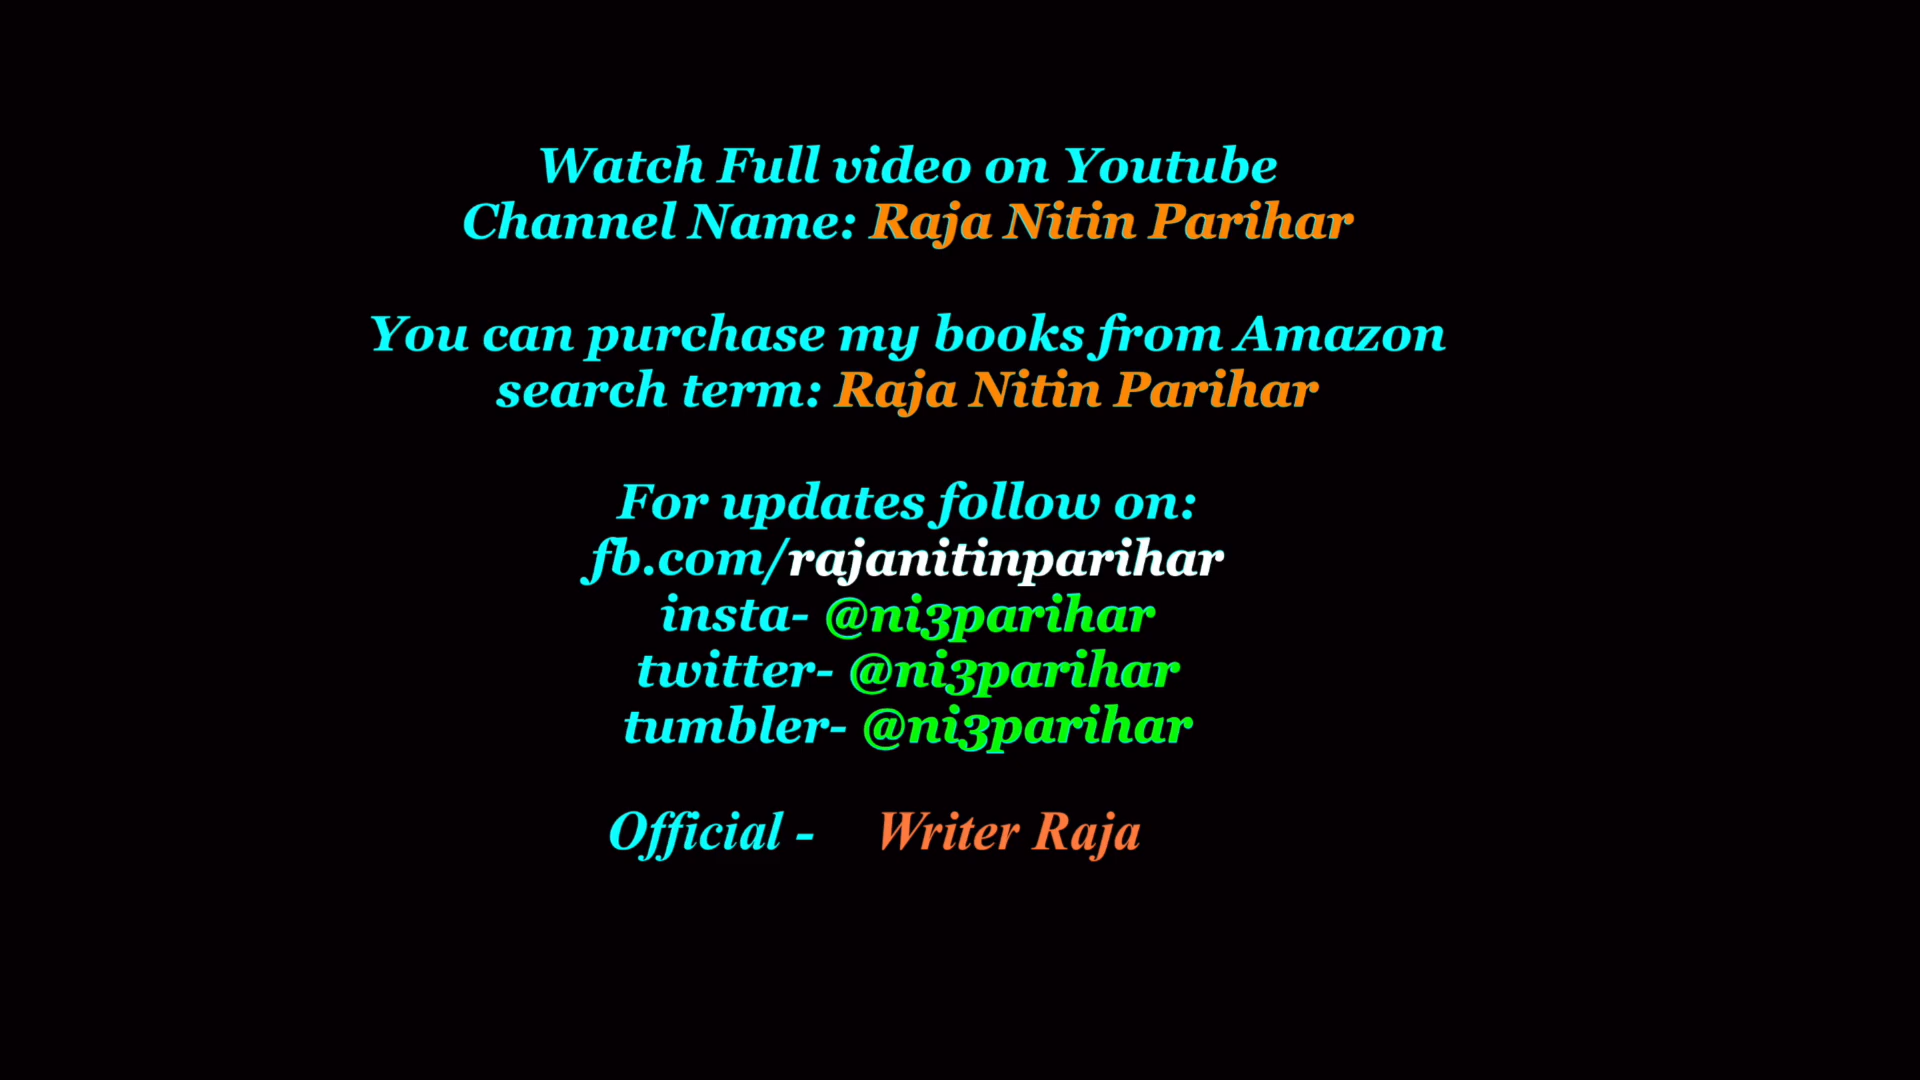 Watch Full video on Youtube
Channel Name: Raja Nitin Parihar
You can purchase my books from Amazon
search term: Raja Nitin Parihar
For updates follow on:
fb.com/rajanitinparihar
insta- @ni3parihar
twitter- @ni3parihar
tumbler- @ni3parihar
Official - Writer Raja